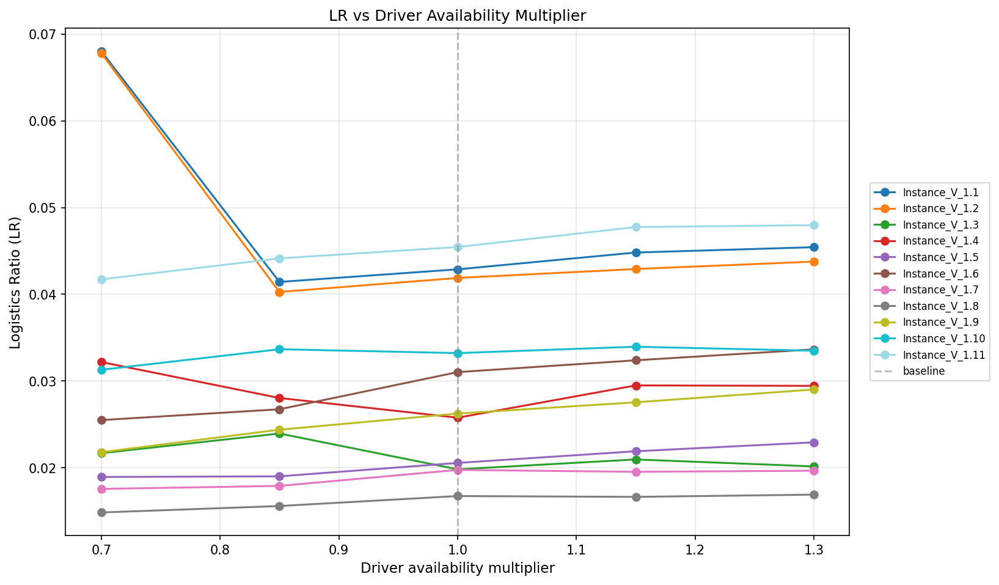 LR vs Driver Availability Multiplier
Logistics Ratio (LR)
0.07
0.06
0.05
0.04
0.03
0.02
0.7
0.8
0.9
1.0
1.1
1.2
1.3
Driver availability multiplier
Instance_V_1.1
Instance_V_1.2
Instance_V_1.3
Instance_V_1.4
Instance_V_1.5
Instance_V_1.6
Instance_V_1.7
Instance_V_1.8
Instance_V_1.9
Instance_V_1.10
Instance_V_1.11
baseline